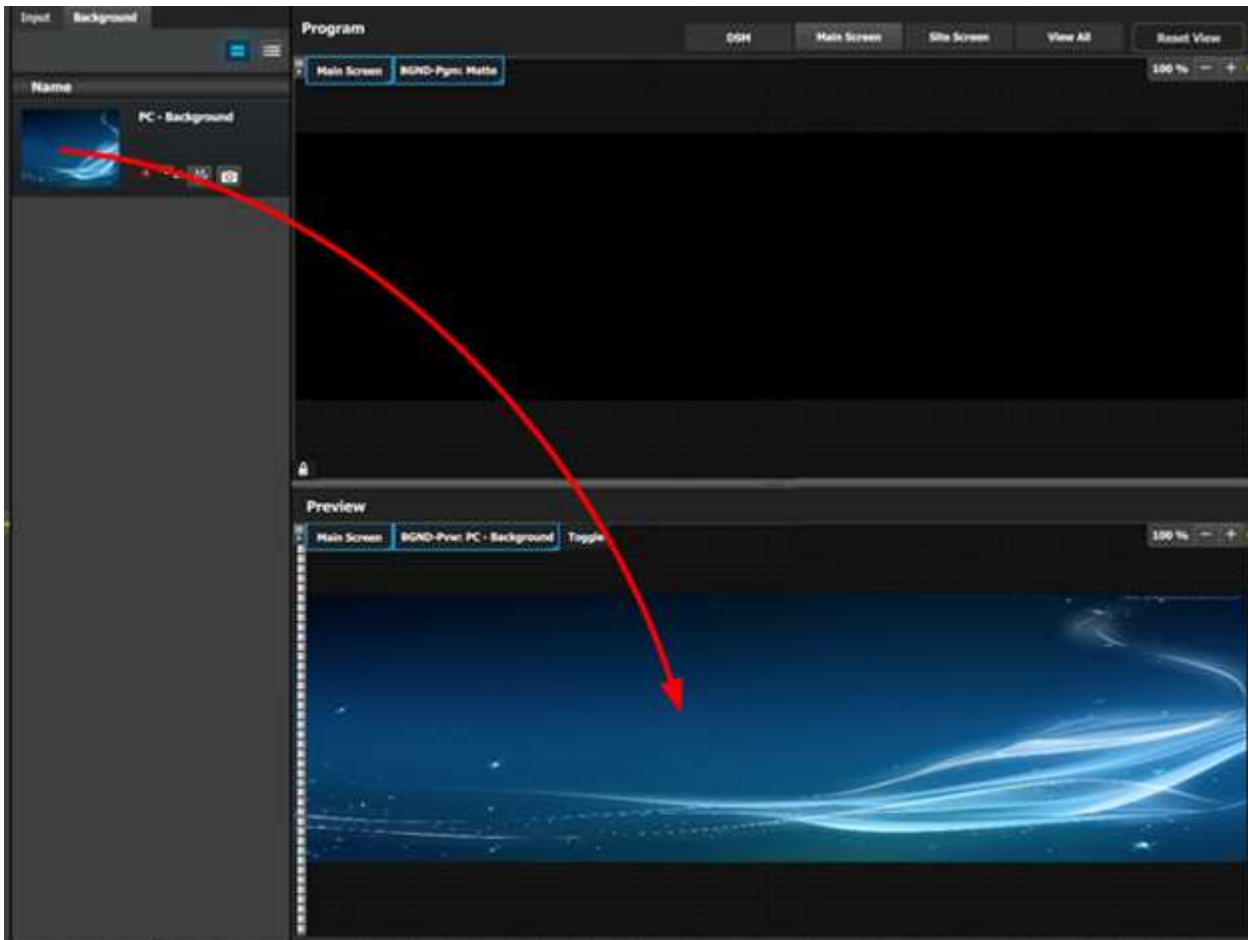 Input Background
Name
PC - Background
Program
DSM Main Screen Site Screen View All Reset View
Main Screen BGND-Pgm: Matte 100 % − +
Preview
Main Screen BGND-Pvw: PC - Background Toggle 100 % − +